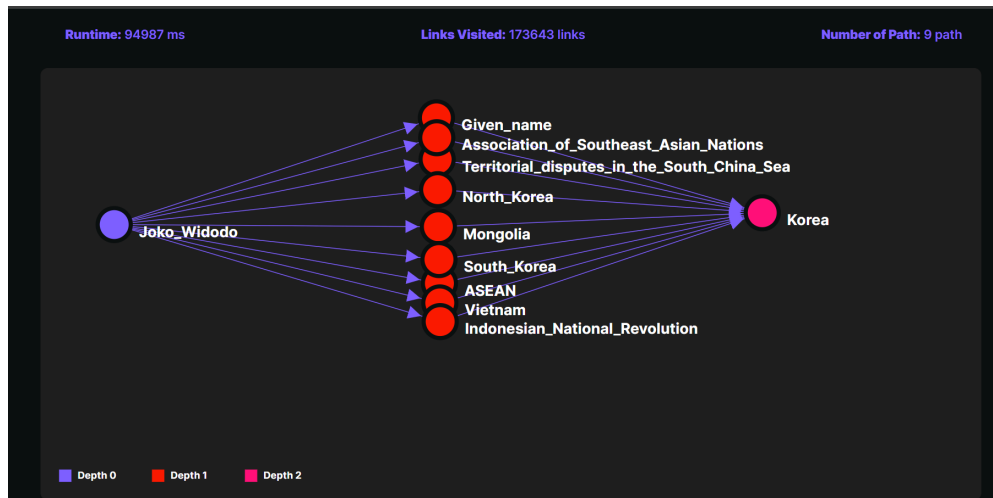 Runtime: 94987 ms
Links Visited: 173643 links
Number of Path: 9 path
Given_name
Association_of_Southeast_Asian_Nations
Territorial_disputes_in_the_South_China_Sea
North_Korea
Korea
Joko_Widodo
Mongolia
South_Korea
ASEAN
Vietnam
Indonesian_National_Revolution
Depth 0
Depth 1
Depth 2